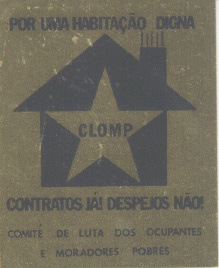 POR UMA HABITAÇÃO DIGNA
CLOMP
CONTRATOS JÁ! DESPEJOS NÃO!
COMITÉ DE LUTA DOS OCUPANTES
E MORADORES POBRES